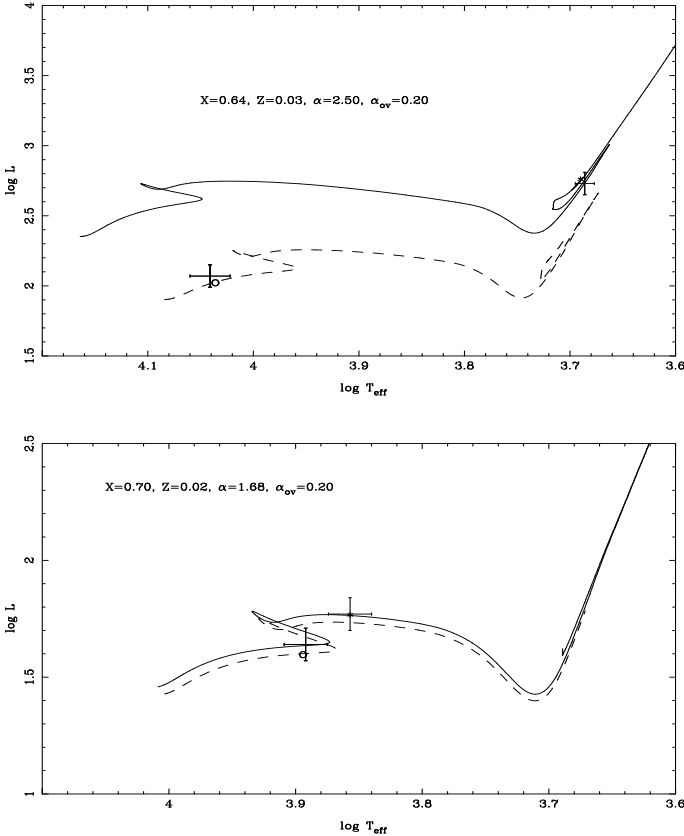 4
3.5
3
2.5
2
1.5
log L
X=0.64, Z=0.03, α=2.50, αov=0.20
4.1 4 3.9 3.8 3.7 3.6
log Teff
2.5
2
1.5
1
log L
X=0.70, Z=0.02, α=1.68, αov=0.20
4 3.9 3.8 3.7 3.6
log Teff